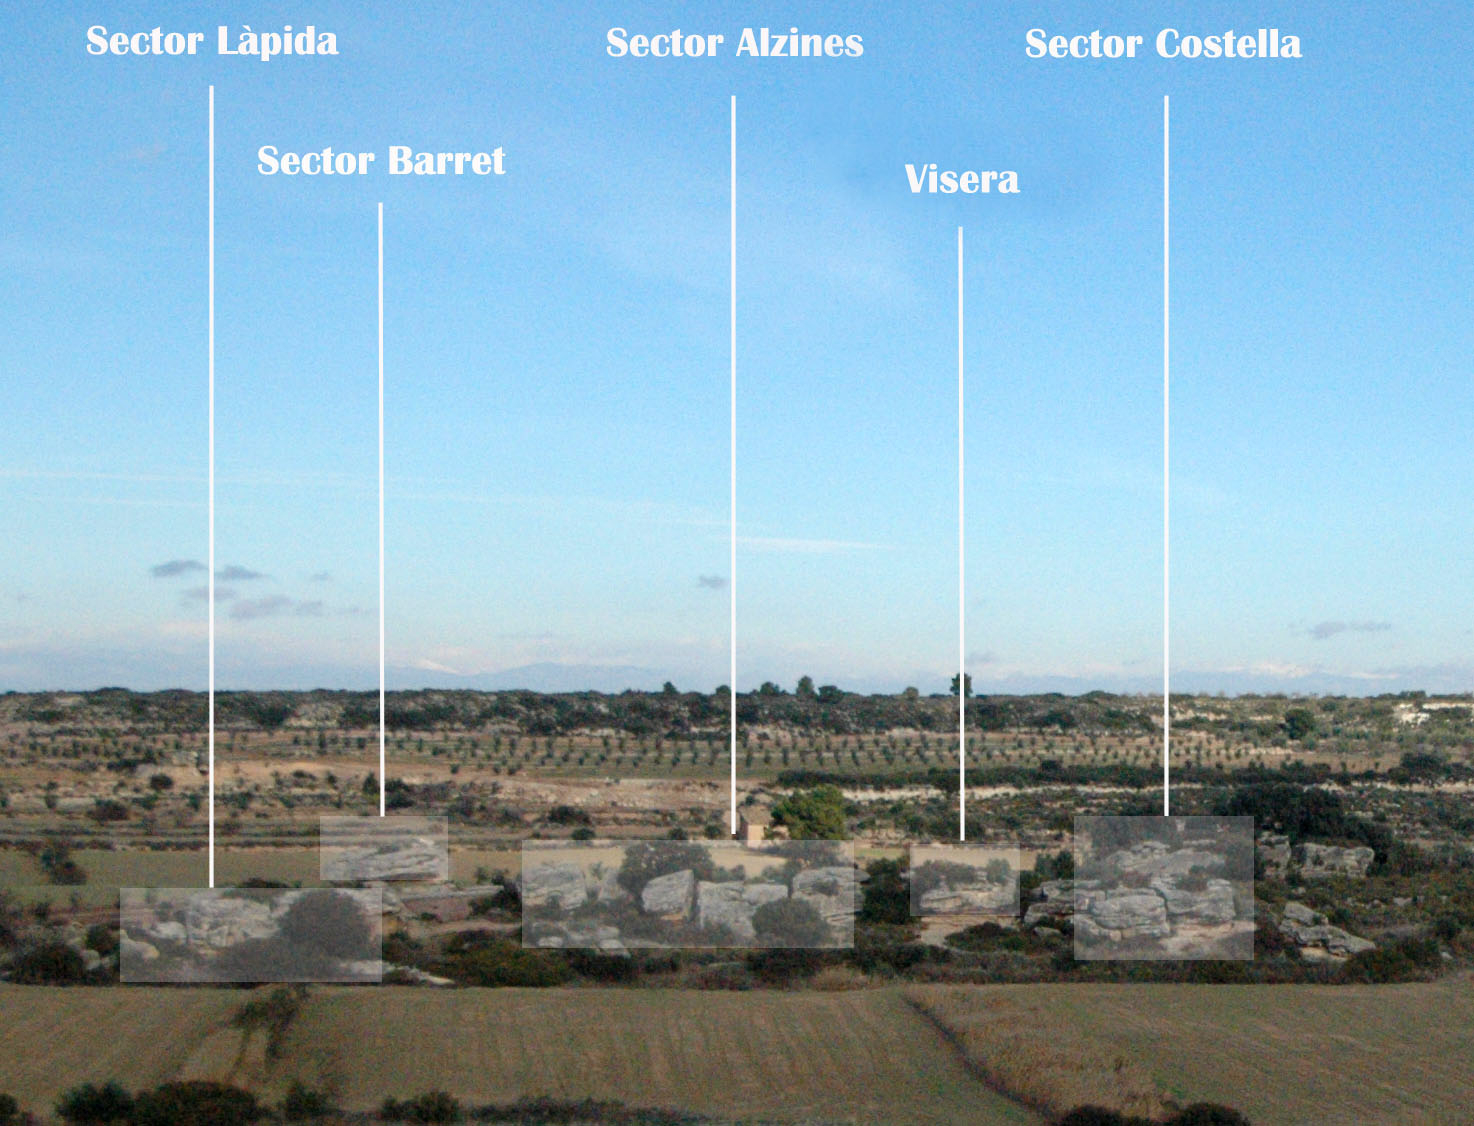 Sector Làpida
Sector Alzines
Sector Costella
Sector Barret
Visera